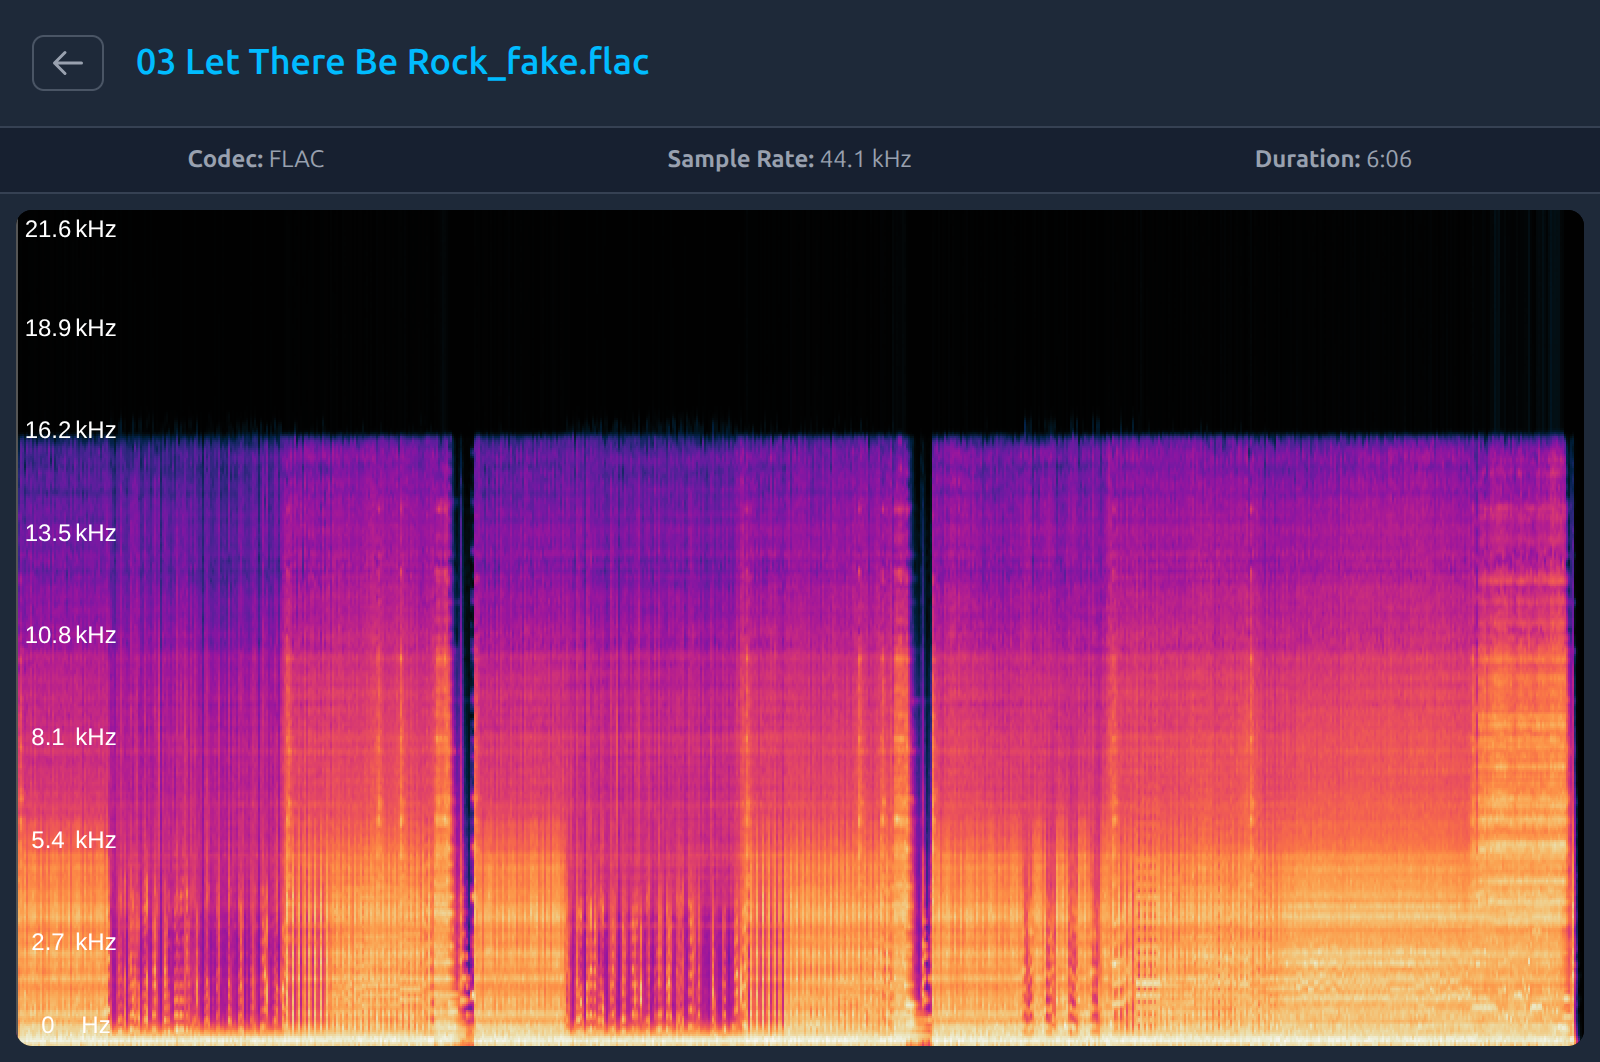 03 Let There Be Rock_fake.flac
Codec: FLAC Sample Rate: 44.1 kHz Duration: 6:06
21.6 kHz
18.9 kHz
16.2 kHz
13.5 kHz
10.8 kHz
8.1 kHz
5.4 kHz
2.7 kHz
0 Hz